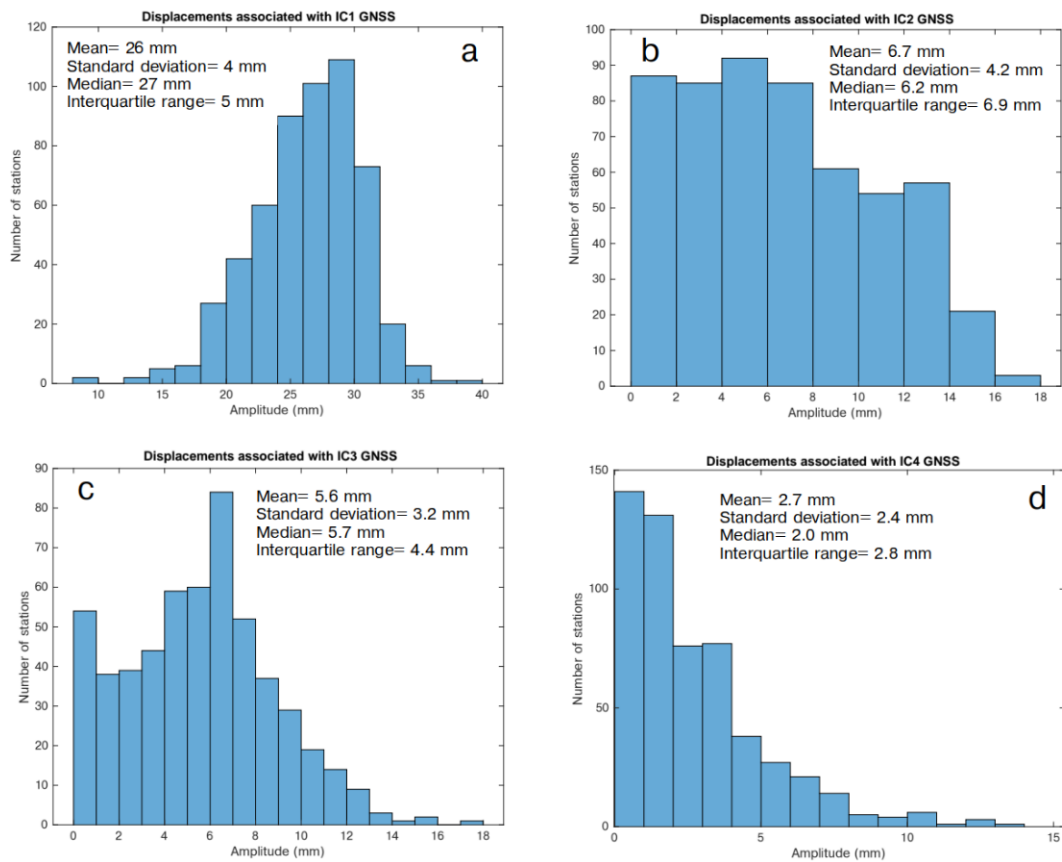 Displacements associated with IC1 GNSS
Mean= 26 mm
Standard deviation= 4 mm
Median= 27 mm
Interquartile range= 5 mm
a
Number of stations
0
20
40
60
80
100
120
10
15
20
25
30
35
40
Amplitude (mm)
Displacements associated with IC2 GNSS
b
Mean= 6.7 mm
Standard deviation= 4.2 mm
Median= 6.2 mm
Interquartile range= 6.9 mm
Number of stations
0
10
20
30
40
50
60
70
80
90
100
0
2
4
6
8
10
12
14
16
18
Amplitude (mm)
Displacements associated with IC3 GNSS
c
Mean= 5.6 mm
Standard deviation= 3.2 mm
Median= 5.7 mm
Interquartile range= 4.4 mm
Number of stations
0
10
20
30
40
50
60
70
80
90
0
2
4
6
8
10
12
14
16
18
Amplitude (mm)
Displacements associated with IC4 GNSS
d
Mean= 2.7 mm
Standard deviation= 2.4 mm
Median= 2.0 mm
Interquartile range= 2.8 mm
Number of stations
0
50
100
150
0
5
10
15
Amplitude (mm)